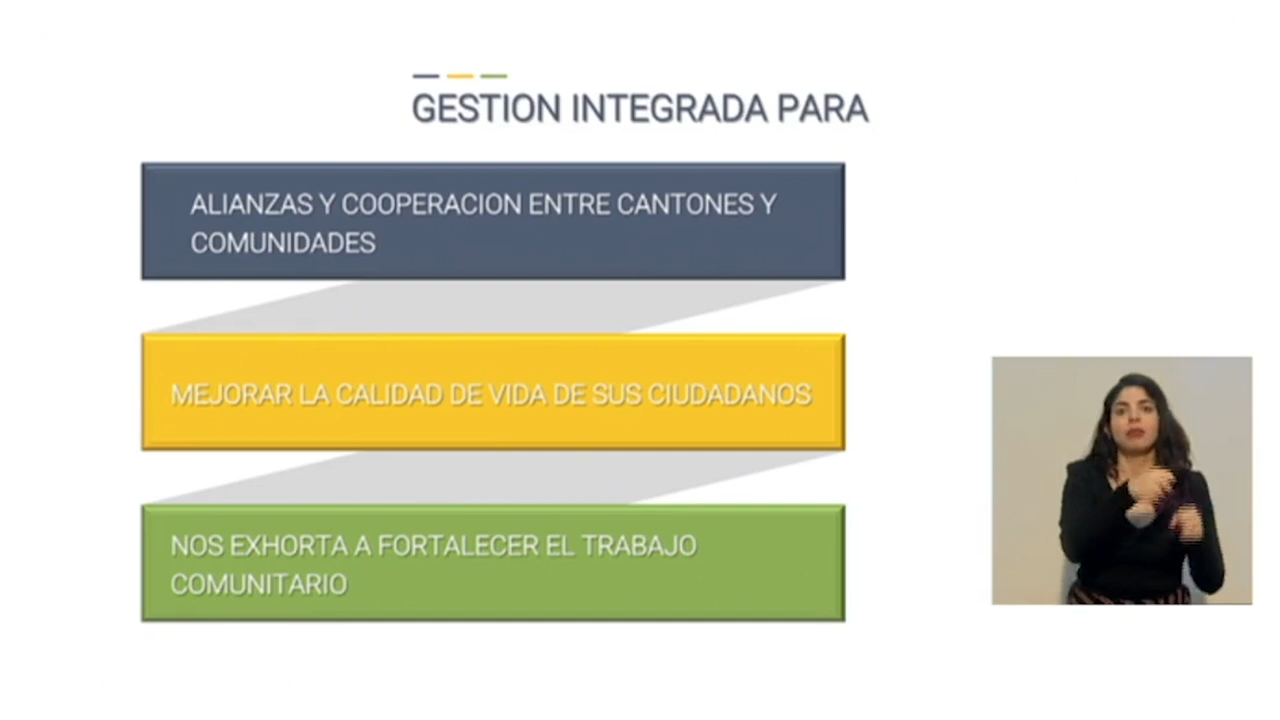 GESTION INTEGRADA PARA
ALIANZAS Y COOPERACION ENTRE CANTONES Y
COMUNIDADES
MEJORAR LA CALIDAD DE VIDA DE SUS CIUDADANOS
NOS EXHORTA A FORTALECER EL TRABAJO
COMUNITARIO